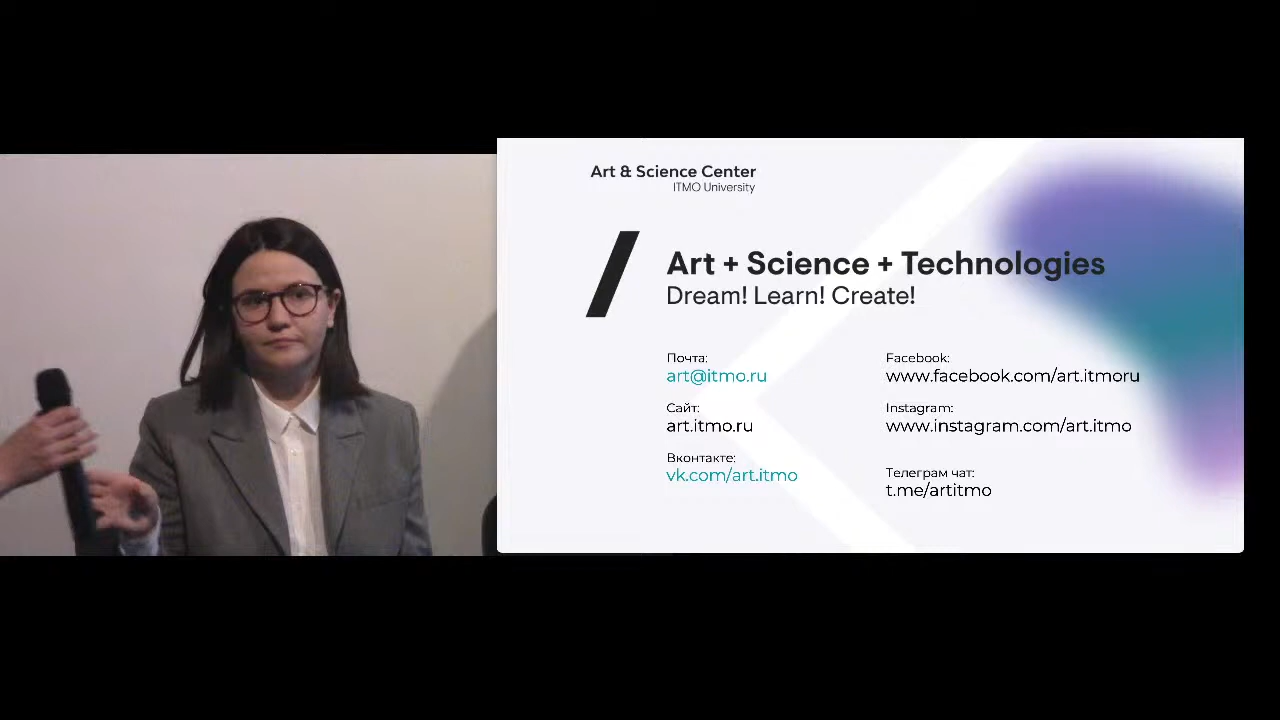 Art & Science Center
ITMO University
Art + Science + Technologies
Dream! Learn! Create!
Почта:
art@itmo.ru
Сайт:
art.itmo.ru
Вконтакте:
vk.com/art.itmo
Facebook:
www.facebook.com/art.itmoru
Instagram:
www.instagram.com/art.itmo
Телеграм чат:
t.me/artitmo